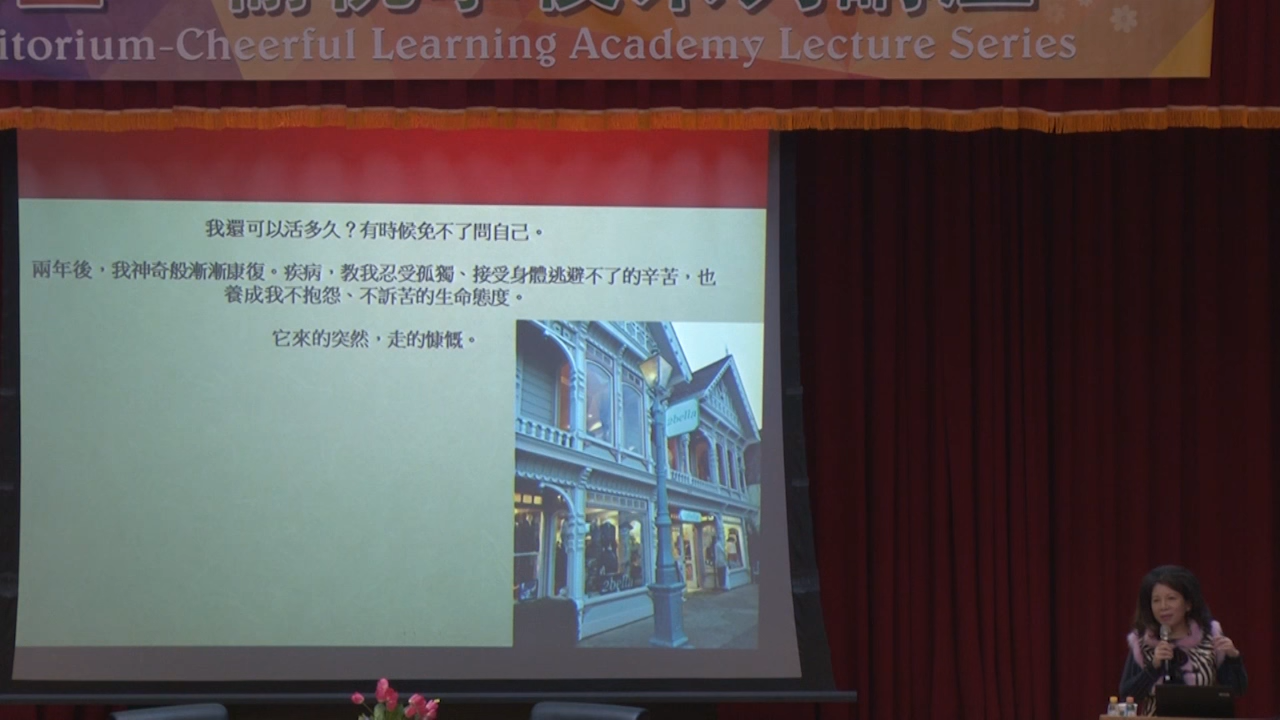 itorium-Cheerful Learning Academy Lecture Series
我還可以活多久？有時候免不了問自己。
兩年後，我神奇般漸漸康復。疾病，教我忍受孤獨、接受身體逃避不了的辛苦，也
養成我不抱怨、不訴苦的生命態度。
它來的突然，走的慷慨。
2bella
2bella